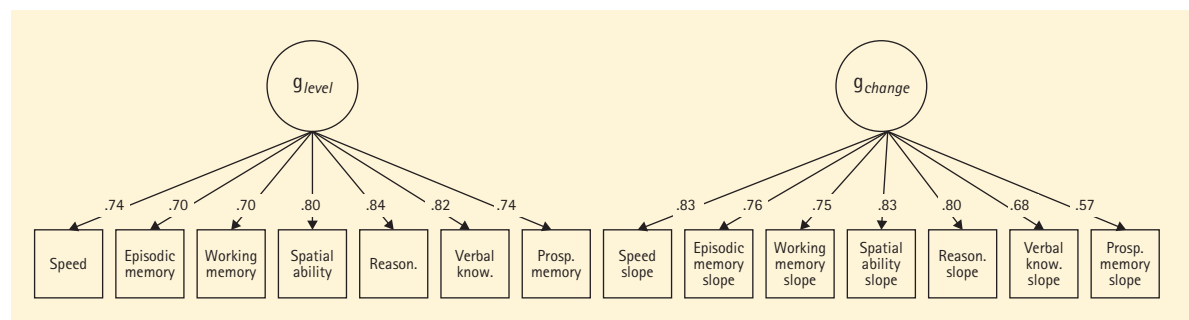 g level
g change
.74 .70 .70 .80 .84 .82 .74
.83 .76 .75 .83 .80 .68 .57
Speed
Episodic
memory
Working
memory
Spatial
ability
Reason.
Verbal
know.
Prosp.
memory
Speed
slope
Episodic
memory
slope
Working
memory
slope
Spatial
ability
slope
Reason.
slope
Verbal
know.
slope
Prosp.
memory
slope